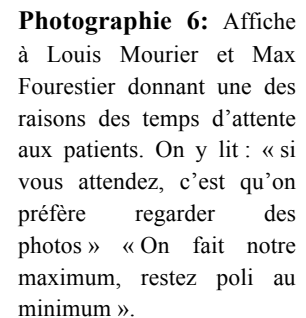 Photographie 6: Affiche
à Louis Mourier et Max
Fourestier donnant une des
raisons des temps d’attente
aux patients. On y lit : « si
vous attendez, c’est qu’on
préfère regarder des
photos » « On fait notre
maximum, restez poli au
minimum ».